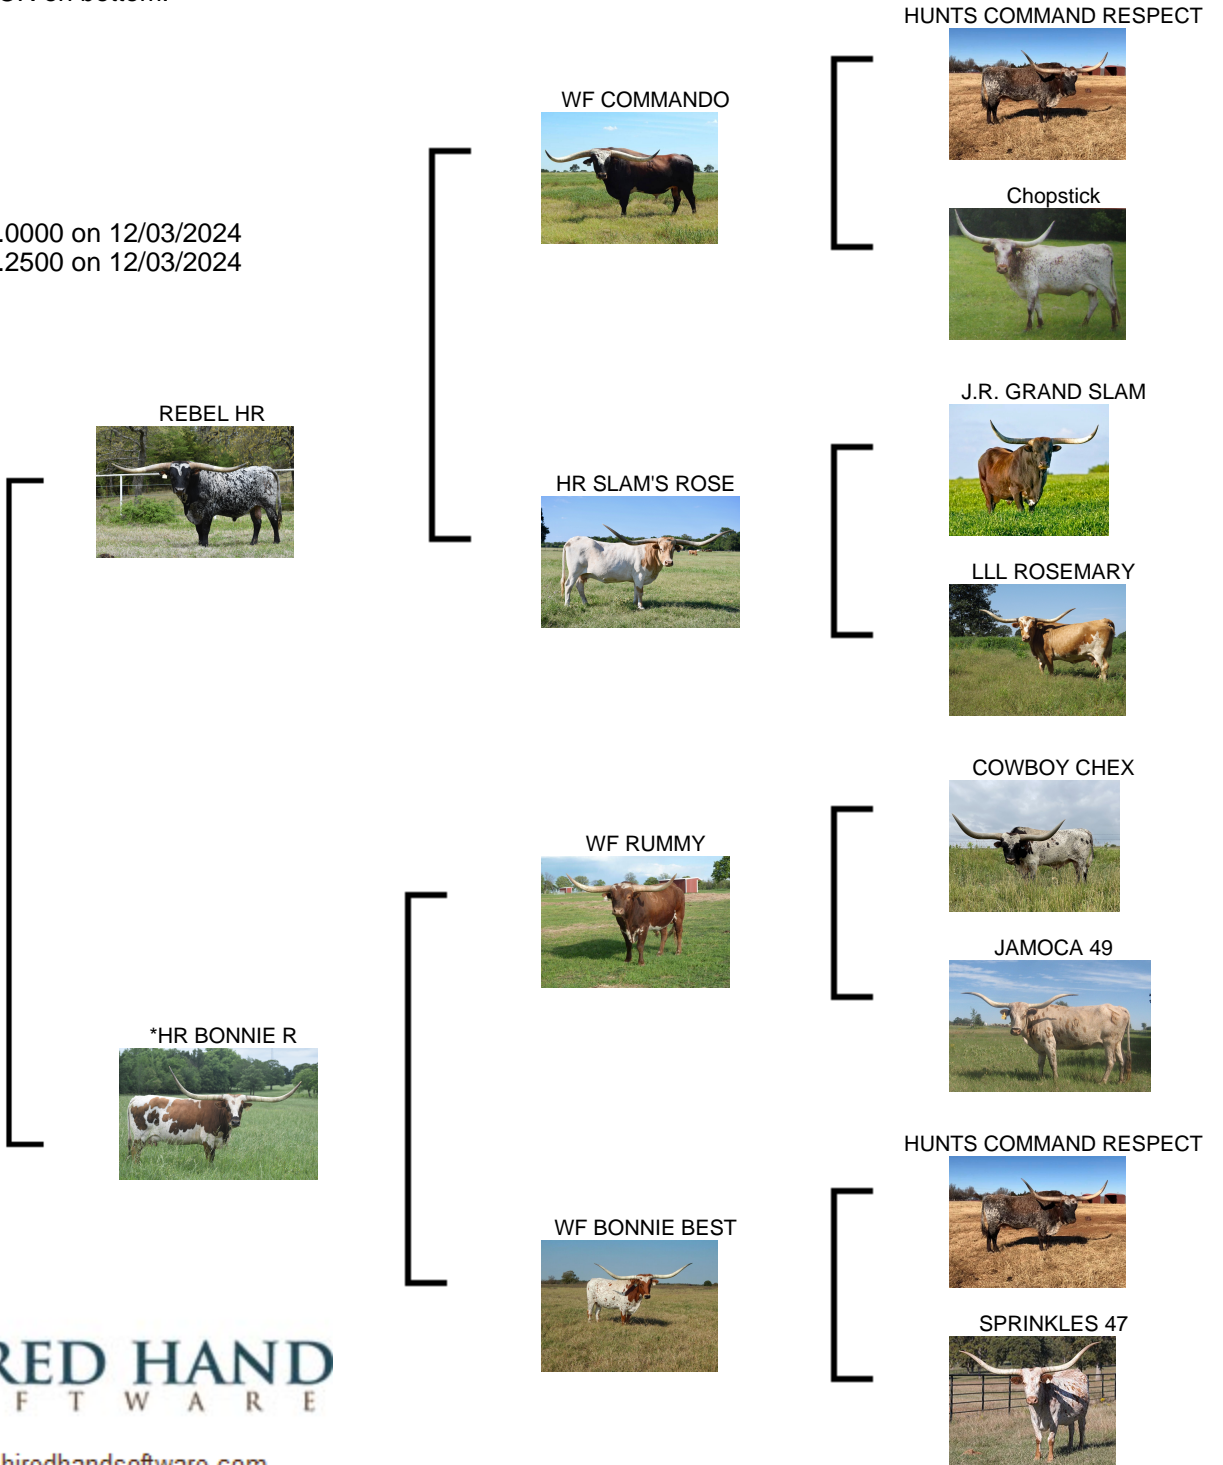 HUNTS COMMAND RESPECT
WF COMMANDO
Chopstick
.0000 on 12/03/2024
.2500 on 12/03/2024
J.R. GRAND SLAM
REBEL HR
HR SLAM'S ROSE
LLL ROSEMARY
COWBOY CHEX
WF RUMMY
JAMOCA 49
*HR BONNIE R
HUNTS COMMAND RESPECT
WF BONNIE BEST
SPRINKLES 47
RED HAND
F T W A R E
hiredhandsoftware.com